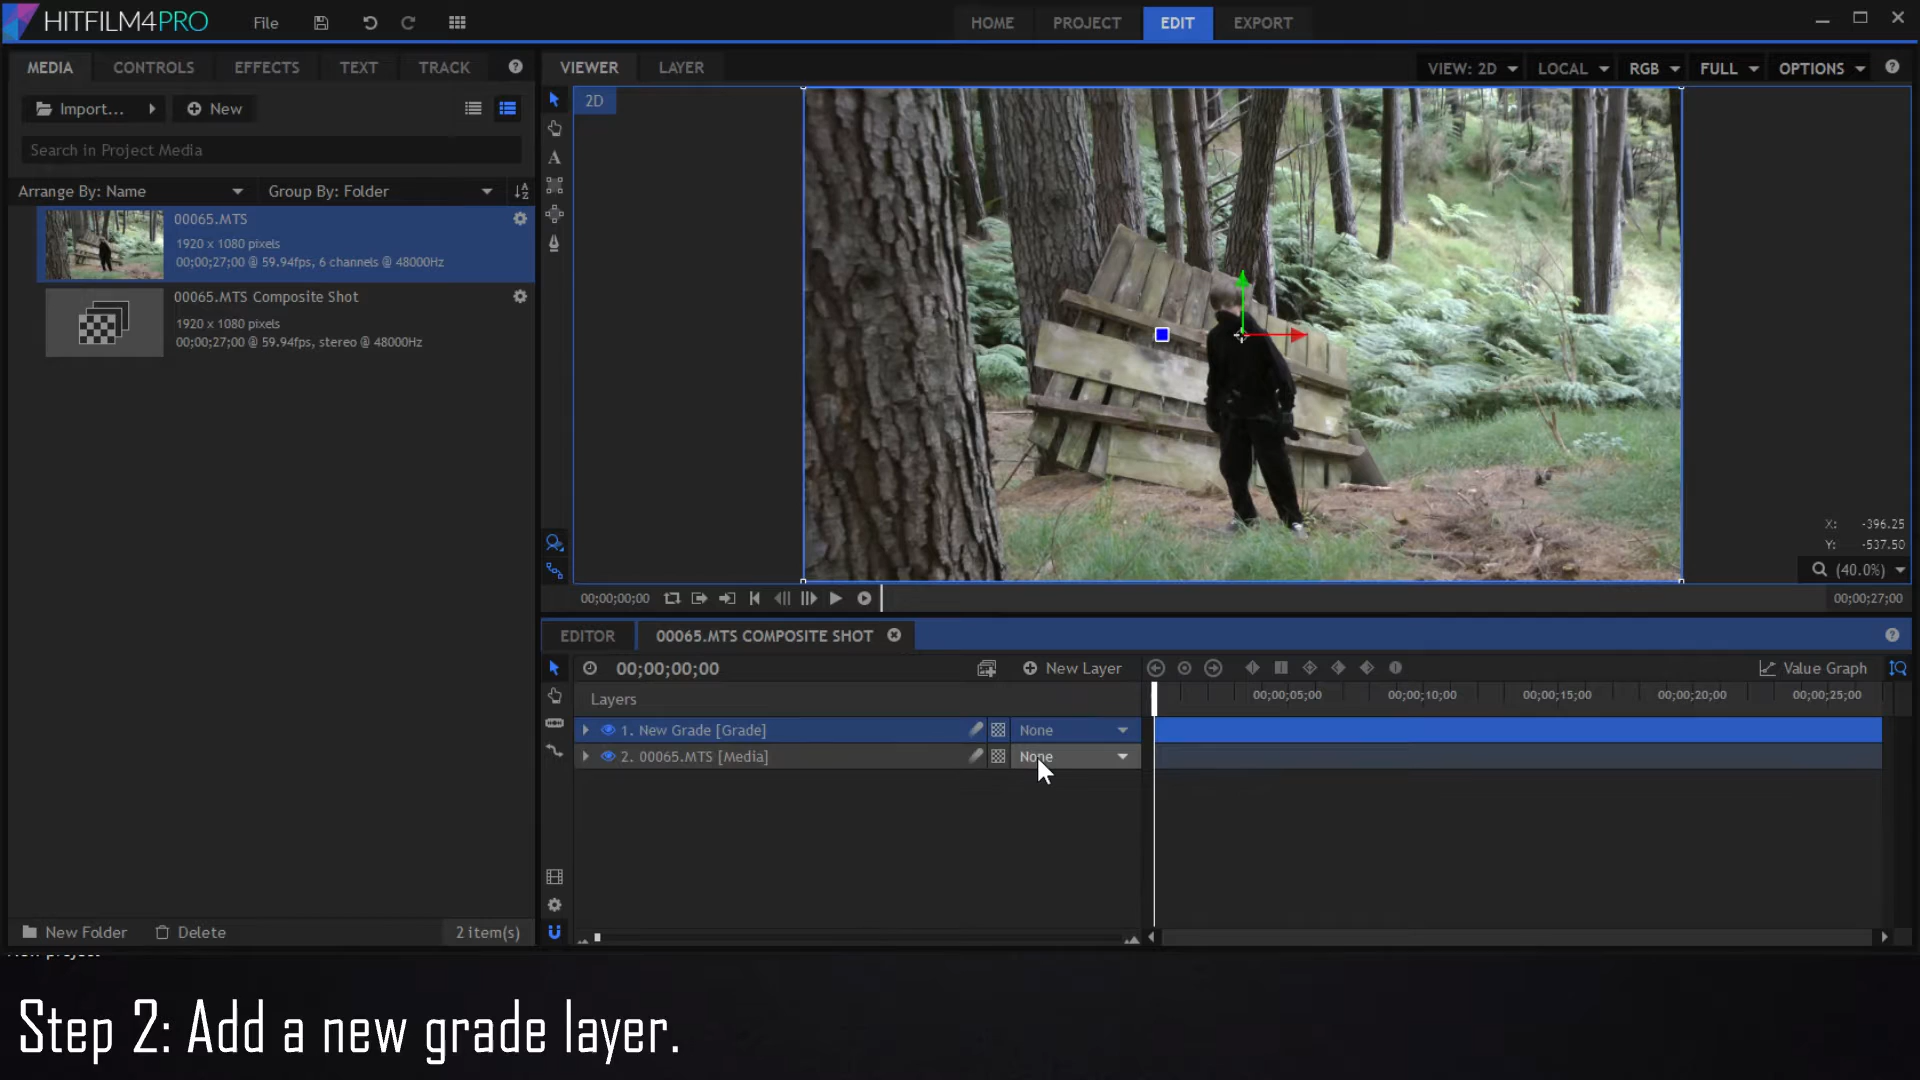 HITFILM4PRO
File
HOME
PROJECT
EDIT
EXPORT
MEDIA
CONTROLS
EFFECTS
TEXT
TRACK
VIEWER
LAYER
VIEW: 2D
LOCAL
RGB
FULL
OPTIONS
Import...
New
2D
Search in Project Media
Arrange By: Name
Group By: Folder
00065.MTS
1920 x 1080 pixels
00;00;27;00 @ 59.94fps, 6 channels @ 48000Hz
00065.MTS Composite Shot
1920 x 1080 pixels
00;00;27;00 @ 59.94fps, stereo @ 48000Hz
X: -396.25
Y: -537.50
(40.0%)
00;00;00;00
00;00;27;00
EDITOR
00065.MTS COMPOSITE SHOT
00;00;00;00
New Layer
Value Graph
Layers
00;00;05;00
00;00;10;00
00;00;15;00
00;00;20;00
00;00;25;00
1. New Grade [Grade]
None
2. 00065.MTS [Media]
None
New Folder
Delete
2 item(s)
New project
Step 2: Add a new grade layer.